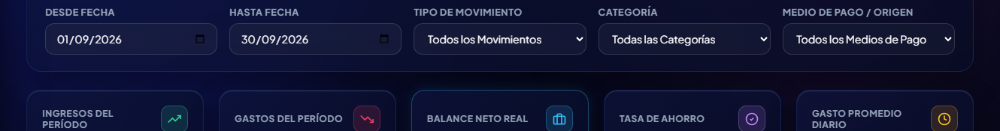 DESDE FECHA
HASTA FECHA
TIPO DE MOVIMIENTO
CATEGORÍA
MEDIO DE PAGO / ORIGEN
01/09/2026
30/09/2026
Todos los Movimientos
Todas las Categorías
Todos los Medios de Pago
INGRESOS DEL
PERÍODO
GASTOS DEL PERÍODO
BALANCE NETO REAL
TASA DE AHORRO
GASTO PROMEDIO
DIARIO